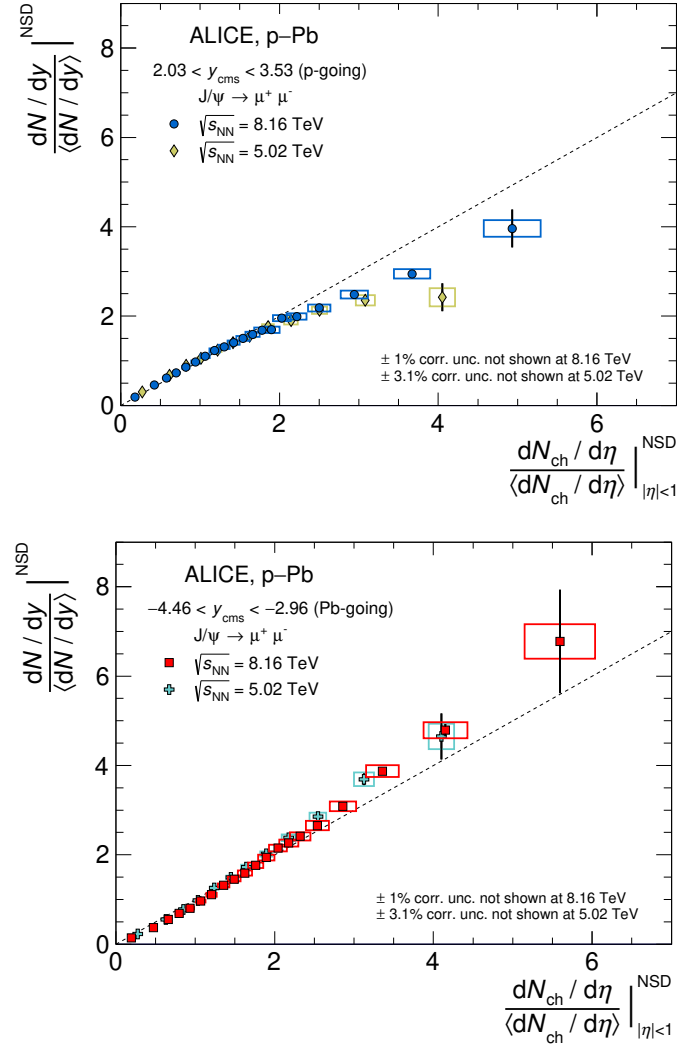 dN / dy
⟨dN / dy⟩
NSD
ALICE, p−Pb
2.03 < y_cms < 3.53 (p-going)
J/ψ → μ⁺ μ⁻
√s_NN = 8.16 TeV
√s_NN = 5.02 TeV
± 1% corr. unc. not shown at 8.16 TeV
± 3.1% corr. unc. not shown at 5.02 TeV
8
6
4
2
0
0 2 4 6
dN_ch / dη
⟨dN_ch / dη⟩
NSD
|η|<1
dN / dy
⟨dN / dy⟩
NSD
ALICE, p−Pb
−4.46 < y_cms < −2.96 (Pb-going)
J/ψ → μ⁺ μ⁻
√s_NN = 8.16 TeV
√s_NN = 5.02 TeV
± 1% corr. unc. not shown at 8.16 TeV
± 3.1% corr. unc. not shown at 5.02 TeV
8
6
4
2
0
0 2 4 6
dN_ch / dη
⟨dN_ch / dη⟩
NSD
|η|<1